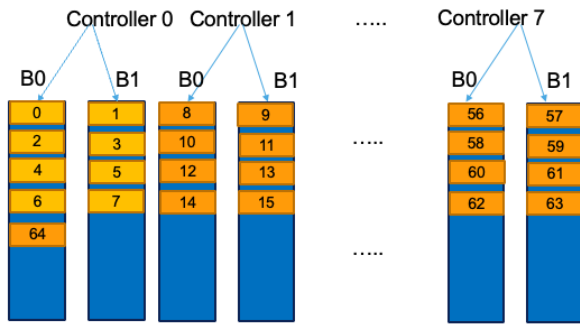 Controller 0 Controller 1 ..... Controller 7
B0 B1 B0 B1 B0 B1
0 1 8 9 56 57
2 3 10 11 ..... 58 59
4 5 12 13 60 61
6 7 14 15 62 63
64 .....